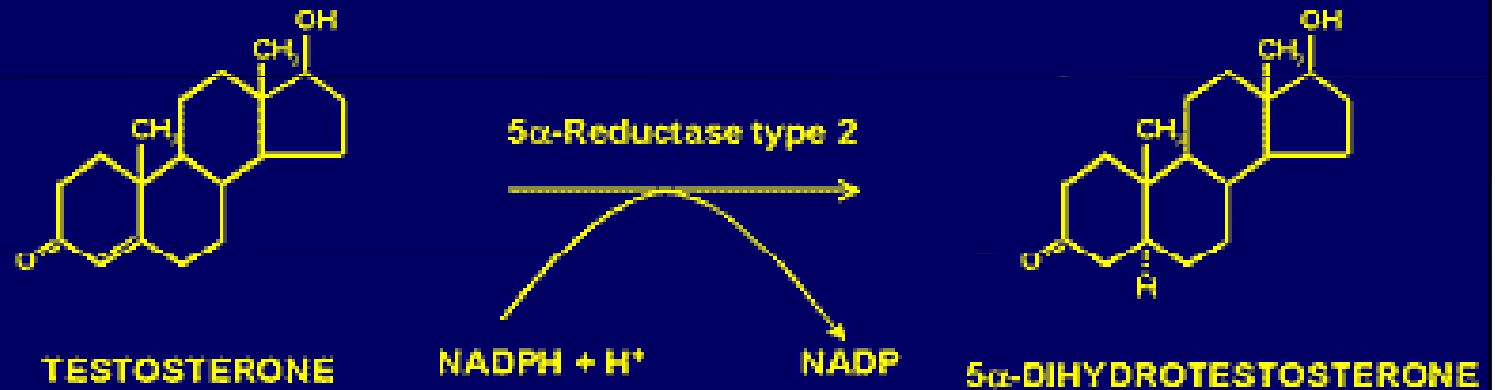 OH
CH3
CH3
O
TESTOSTERONE
5α-Reductase type 2
NADPH + H+
NADP
OH
CH3
CH3
O
H
5α-DIHYDROTESTOSTERONE